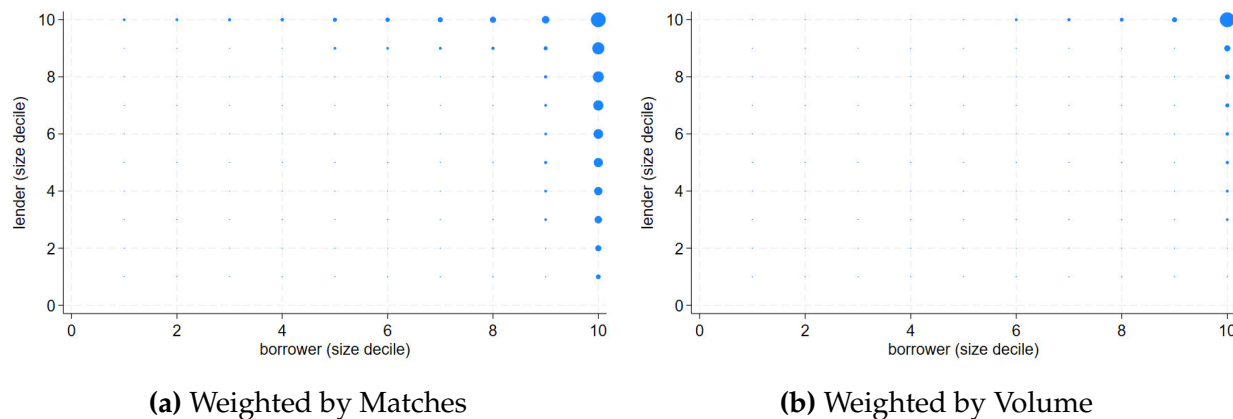 10
8
6
4
2
0
lender (size decile)
0 2 4 6 8 10
borrower (size decile)
(a) Weighted by Matches
10
8
6
4
2
0
lender (size decile)
0 2 4 6 8 10
borrower (size decile)
(b) Weighted by Volume